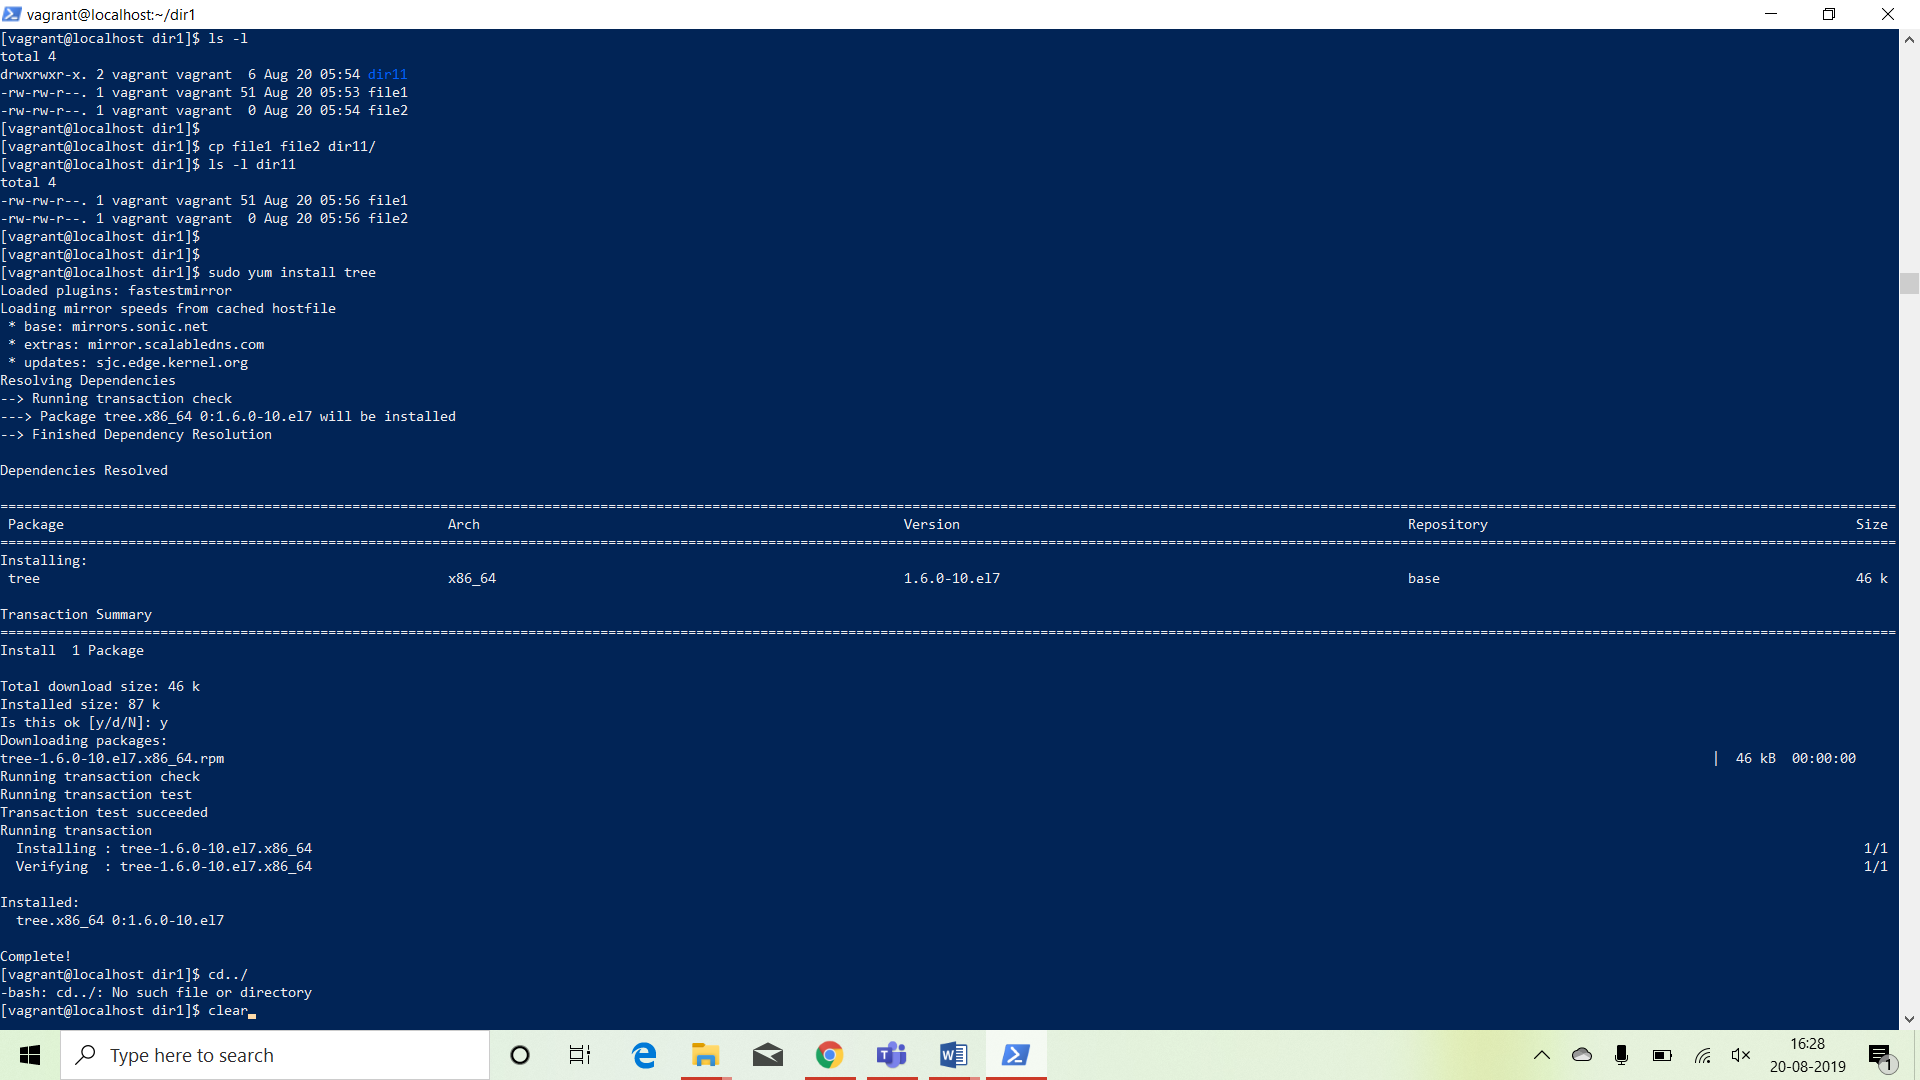 vagrant@localhost:~/dir1
[vagrant@localhost dir1]$ ls -l
total 4
drwxrwxr-x. 2 vagrant vagrant  6 Aug 20 05:54 dir11
-rw-rw-r--. 1 vagrant vagrant 51 Aug 20 05:53 file1
-rw-rw-r--. 1 vagrant vagrant  0 Aug 20 05:54 file2
[vagrant@localhost dir1]$
[vagrant@localhost dir1]$ cp file1 file2 dir11/
[vagrant@localhost dir1]$ ls -l dir11
total 4
-rw-rw-r--. 1 vagrant vagrant 51 Aug 20 05:56 file1
-rw-rw-r--. 1 vagrant vagrant  0 Aug 20 05:56 file2
[vagrant@localhost dir1]$
[vagrant@localhost dir1]$
[vagrant@localhost dir1]$ sudo yum install tree
Loaded plugins: fastestmirror
Loading mirror speeds from cached hostfile
 * base: mirrors.sonic.net
 * extras: mirror.scalabledns.com
 * updates: sjc.edge.kernel.org
Resolving Dependencies
--> Running transaction check
---> Package tree.x86_64 0:1.6.0-10.el7 will be installed
--> Finished Dependency Resolution
Dependencies Resolved
Package Arch Version Repository Size
Installing:
tree x86_64 1.6.0-10.el7 base 46 k
Transaction Summary
Install  1 Package
Total download size: 46 k
Installed size: 87 k
Is this ok [y/d/N]: y
Downloading packages:
tree-1.6.0-10.el7.x86_64.rpm | 46 kB 00:00:00
Running transaction check
Running transaction test
Transaction test succeeded
Running transaction
  Installing : tree-1.6.0-10.el7.x86_64 1/1
  Verifying  : tree-1.6.0-10.el7.x86_64 1/1
Installed:
  tree.x86_64 0:1.6.0-10.el7
Complete!
[vagrant@localhost dir1]$ cd../
-bash: cd../: No such file or directory
[vagrant@localhost dir1]$ clear
Type here to search
16:28
20-08-2019
1